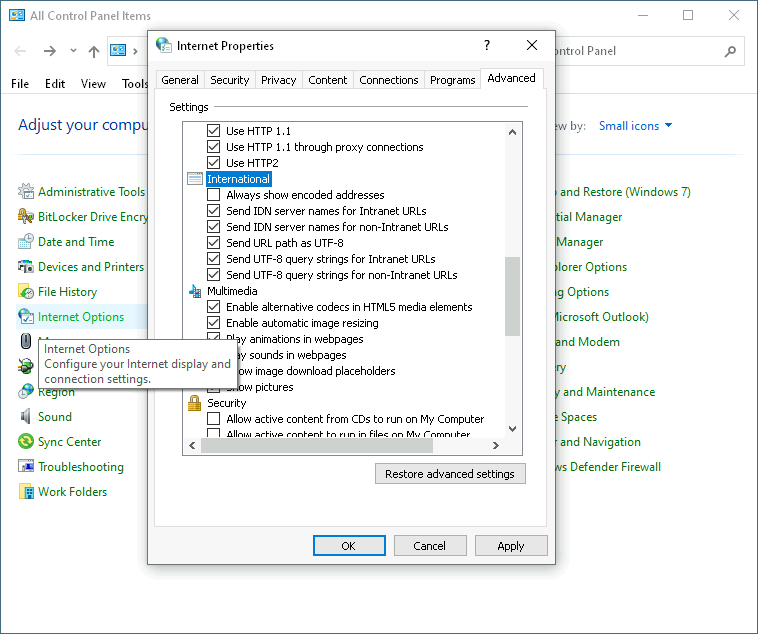 All Control Panel Items
ontrol Panel
File Edit View Tools
Adjust your compu
w by: Small icons
Administrative Tools
BitLocker Drive Encry
Date and Time
Devices and Printers
File History
Internet Options
Region
Sound
Sync Center
Troubleshooting
Work Folders
Internet Options
Configure your Internet display and
connection settings.
Internet Properties
?
General Security Privacy Content Connections Programs Advanced
Settings
Use HTTP 1.1
Use HTTP 1.1 through proxy connections
Use HTTP2
International
Always show encoded addresses
Send IDN server names for Intranet URLs
Send IDN server names for non-Intranet URLs
Send URL path as UTF-8
Send UTF-8 query strings for Intranet URLs
Send UTF-8 query strings for non-Intranet URLs
Multimedia
Enable alternative codecs in HTML5 media elements
Enable automatic image resizing
Play animations in webpages
ay sounds in webpages
ow image download placeholders
Show pictures
Security
Allow active content from CDs to run on My Computer
Allow active content to run in files on My Computer
Restore advanced settings
OK Cancel Apply
p and Restore (Windows 7)
tial Manager
Manager
plorer Options
ng Options
Microsoft Outlook)
and Modem
ry
y and Maintenance
e Spaces
r and Navigation
ws Defender Firewall